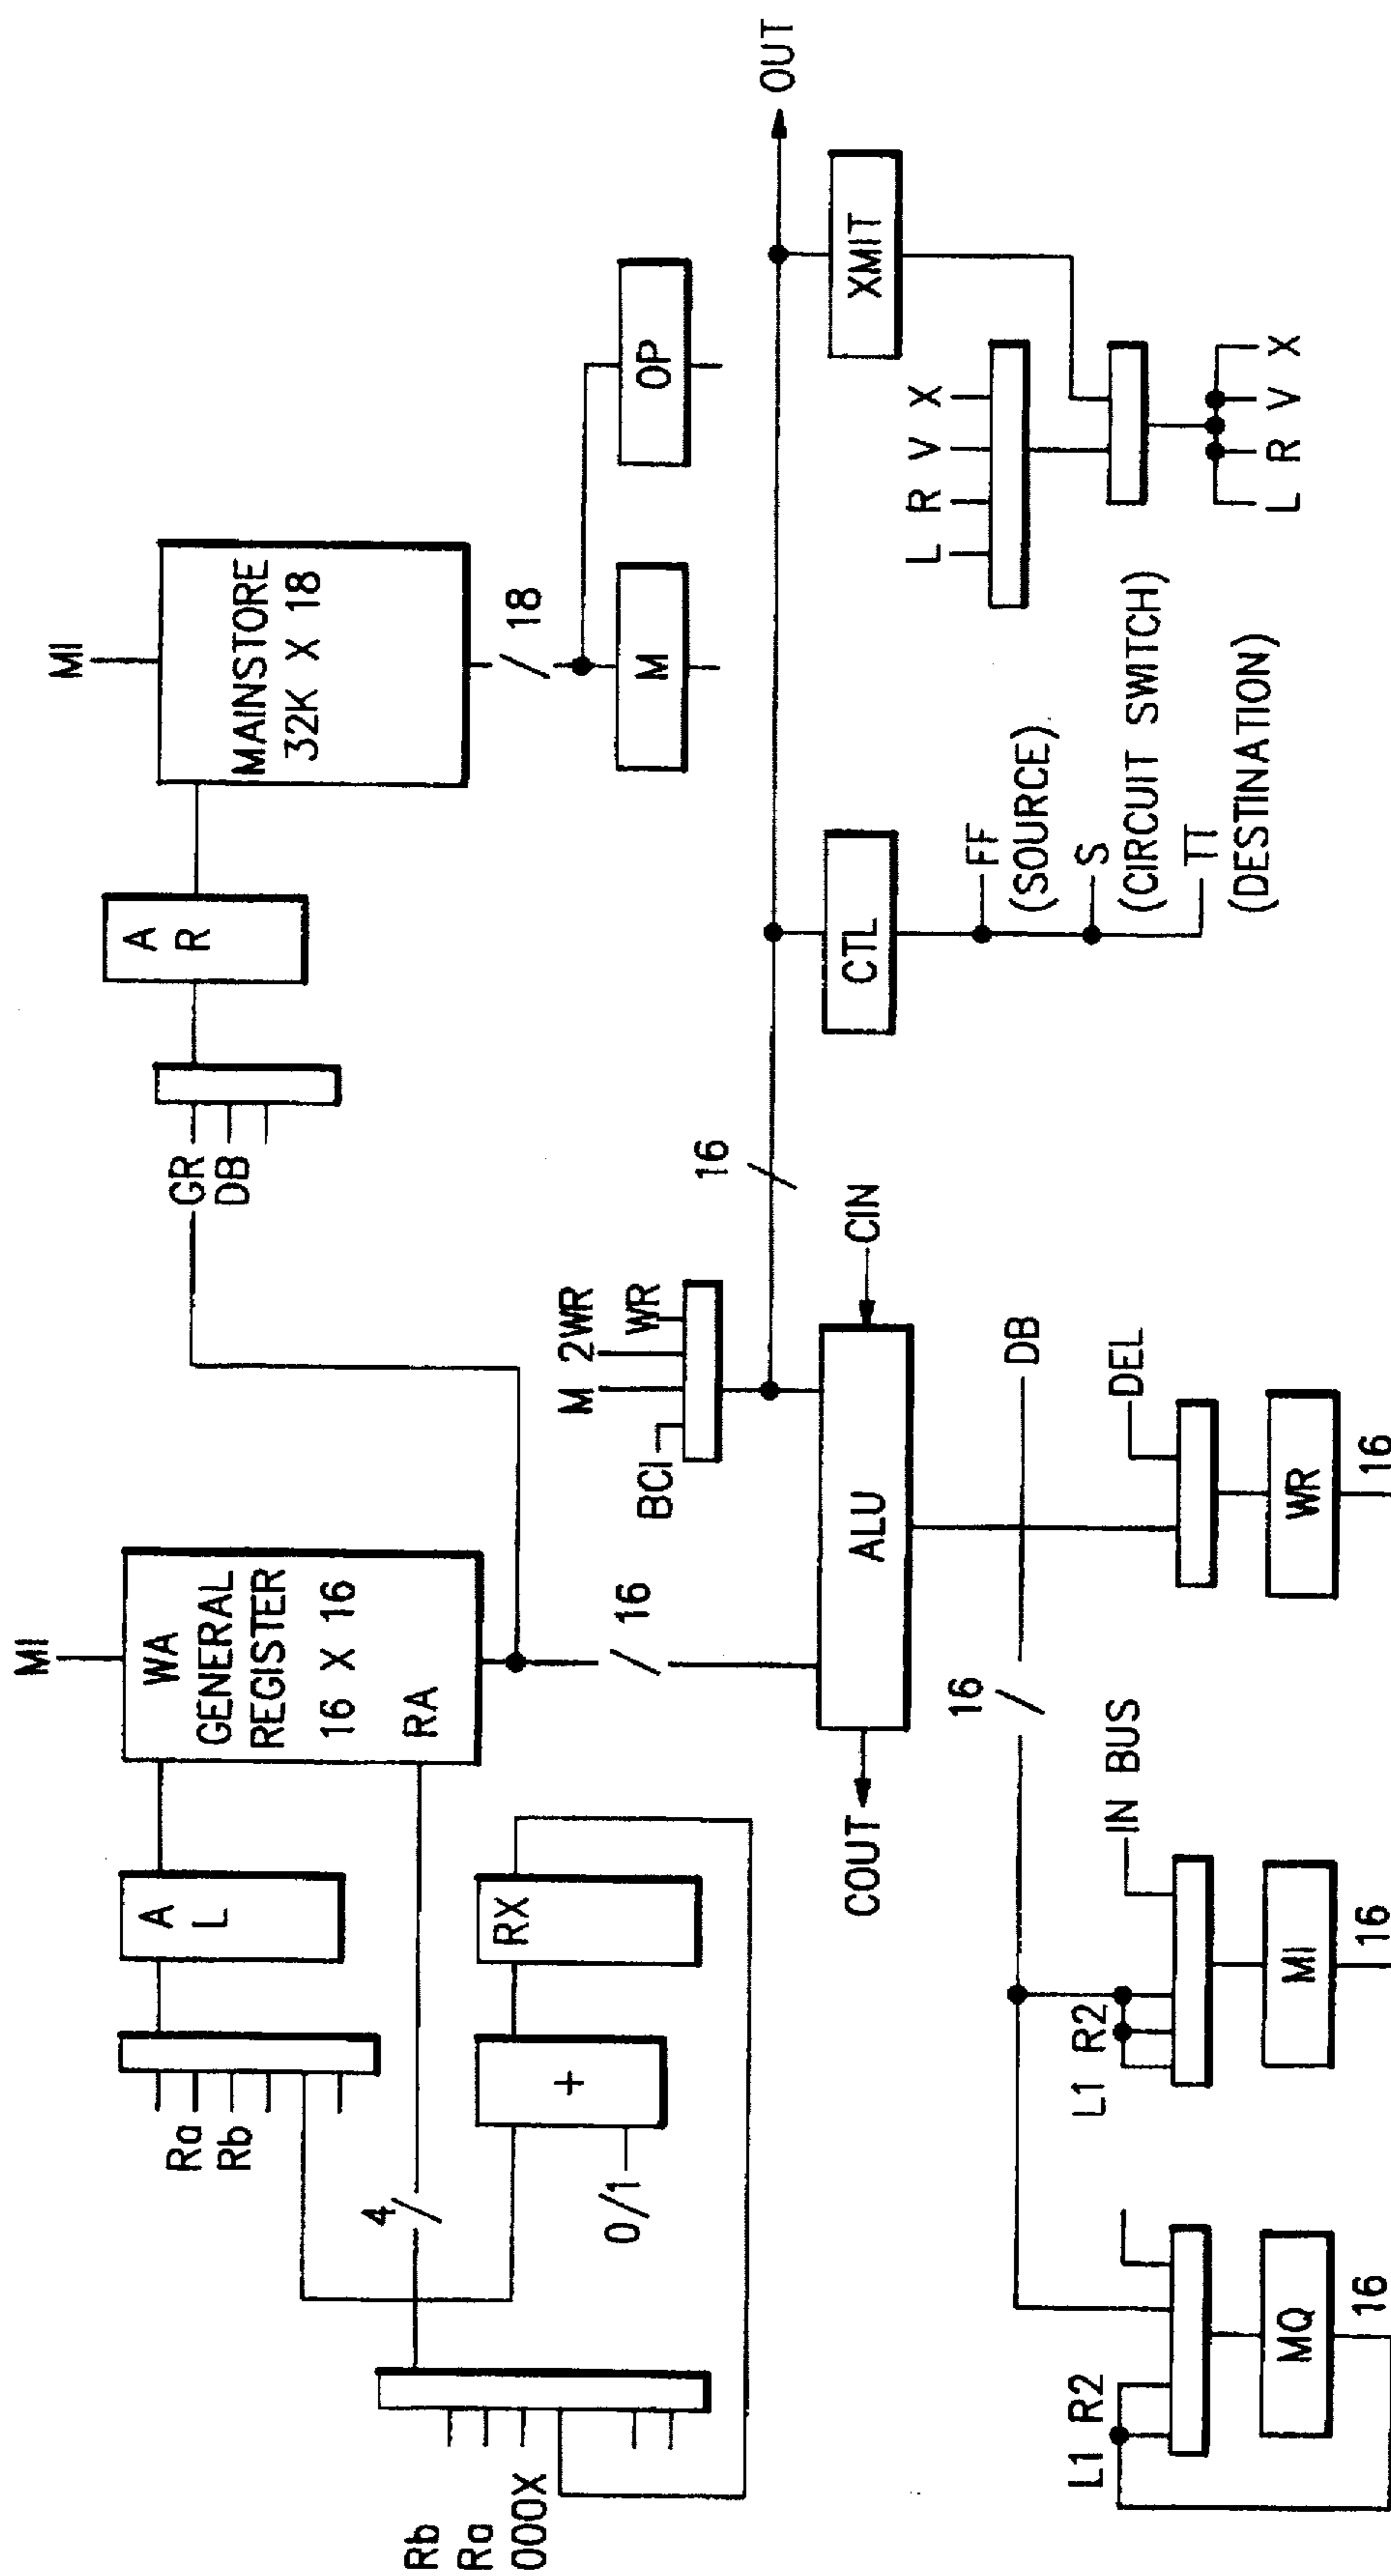 MI
MI
WA
GENERAL
REGISTER
16 X 16
RA
A
L
Ra
Rb
4
RX
+
0/1
Rb
Ra
000X
GR
DB
A
R
MAINSTORE
32K X 18
18
M
OP
16
BCI
M
2WR
WR
16
OUT
COUT
ALU
CIN
CTL
FF
(SOURCE)
S
(CIRCUIT SWITCH)
TT
(DESTINATION)
XMIT
L R V X
L R V X
16
DB
L1 R2
MQ
16
L1 R2
IN BUS
MI
16
DEL
WR
16